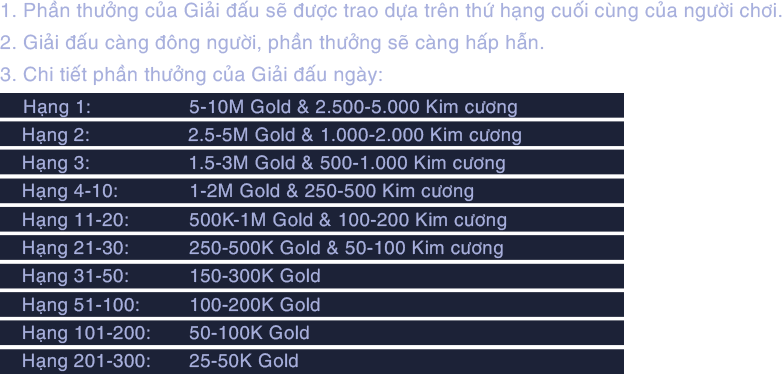 1. Phần thưởng của Giải đấu sẽ được trao dựa trên thứ hạng cuối cùng của người chơi.
2. Giải đấu càng đông người, phần thưởng sẽ càng hấp hẫn.
3. Chi tiết phần thưởng của Giải đấu ngày:
Hạng 1: 5-10M Gold & 2.500-5.000 Kim cương
Hạng 2: 2.5-5M Gold & 1.000-2.000 Kim cương
Hạng 3: 1.5-3M Gold & 500-1.000 Kim cương
Hạng 4-10: 1-2M Gold & 250-500 Kim cương
Hạng 11-20: 500K-1M Gold & 100-200 Kim cương
Hạng 21-30: 250-500K Gold & 50-100 Kim cương
Hạng 31-50: 150-300K Gold
Hạng 51-100: 100-200K Gold
Hạng 101-200: 50-100K Gold
Hạng 201-300: 25-50K Gold